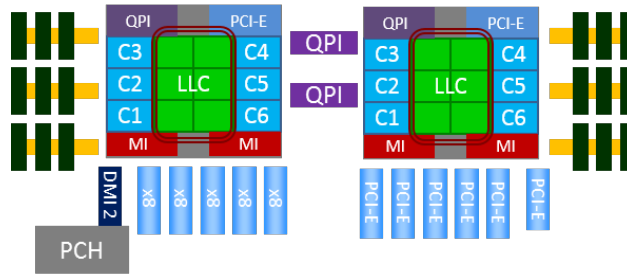 QPI PCI-E
C3 C4
C2 LLC C5
C1 C6
MI MI
QPI
QPI
QPI PCI-E
C3 C4
C2 LLC C5
C1 C6
MI MI
DMI 2
x8
x8
x8
x8
x8
PCI-E
PCI-E
PCI-E
PCI-E
PCI-E
PCI-E
PCH